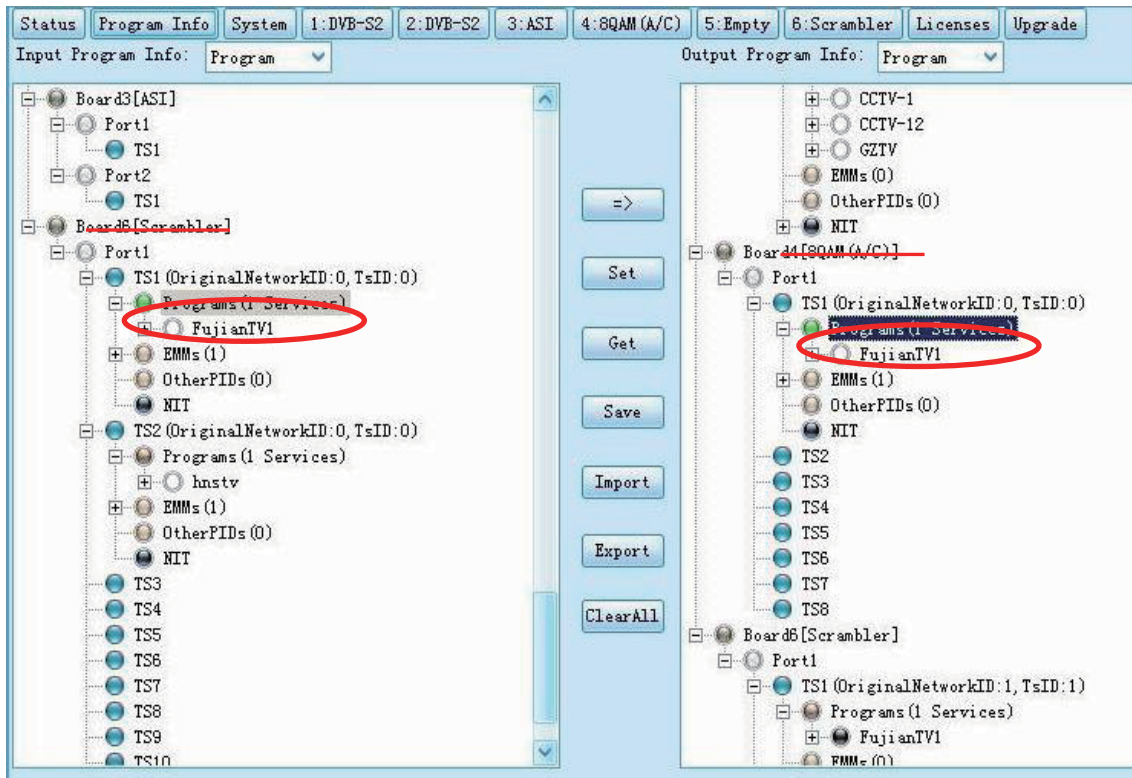 Status Program Info System 1:DVB-S2 2:DVB-S2 3:ASI 4:8QAM(A/C) 5:Empty 6:Scrambler Licenses Upgrade
Input Program Info: Program
Output Program Info: Program
Board3[ASI]
Port1
TS1
Port2
TS1
Board6[Scrambler]
Port1
TS1(OriginalNetworkID:0,TsID:0)
Programs(1 Services)
FujianTV1
EMMs(1)
OtherPIDs(0)
NIT
TS2(OriginalNetworkID:0,TsID:0)
Programs(1 Services)
hnstv
EMMs(1)
OtherPIDs(0)
NIT
TS3
TS4
TS5
TS6
TS7
TS8
TS9
TS10
=>
Set
Get
Save
Import
Export
ClearAll
CCTV-1
CCTV-12
GZTV
EMMs(0)
OtherPIDs(0)
NIT
Board4[8QAM(A/C)]
Port1
TS1(OriginalNetworkID:0,TsID:0)
Programs(1 Services)
FujianTV1
EMMs(1)
OtherPIDs(0)
NIT
TS2
TS3
TS4
TS5
TS6
TS7
TS8
Board6[Scrambler]
Port1
TS1(OriginalNetworkID:1,TsID:1)
Programs(1 Services)
FujianTV1
EMMs(0)